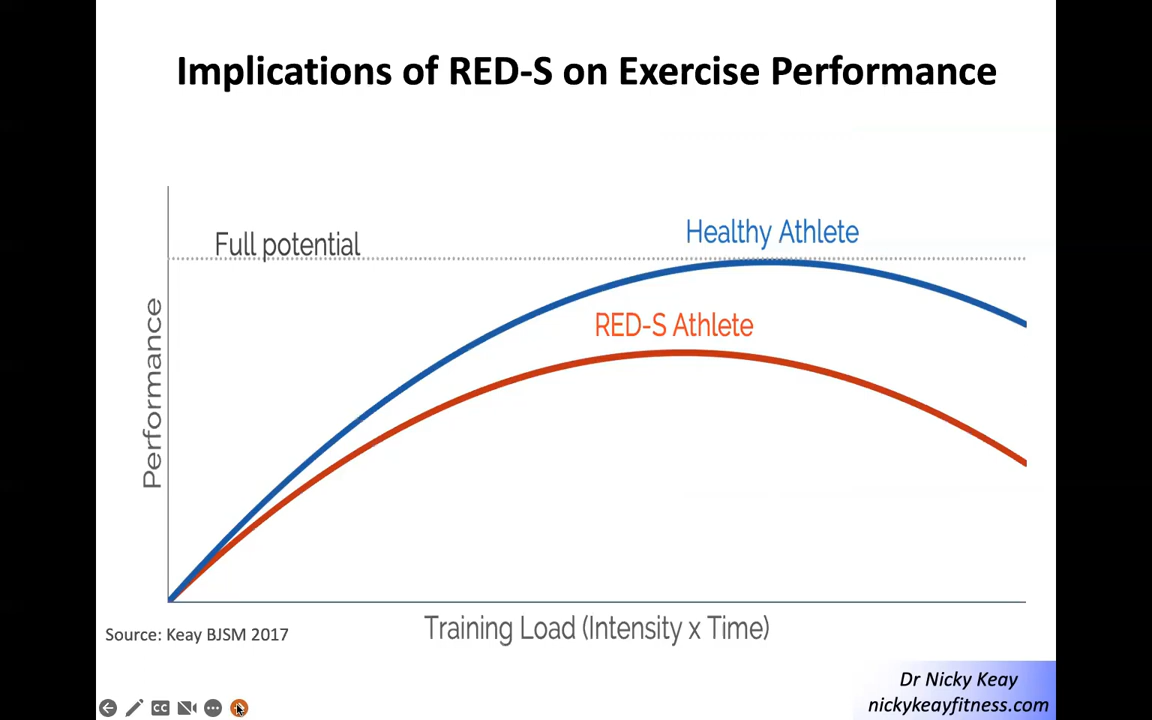 Implications of RED-S on Exercise Performance
Full potential
Healthy Athlete
RED-S Athlete
Performance
Training Load (Intensity x Time)
Source: Keay BJSM 2017
Dr Nicky Keay
nickykeayfitness.com
CC